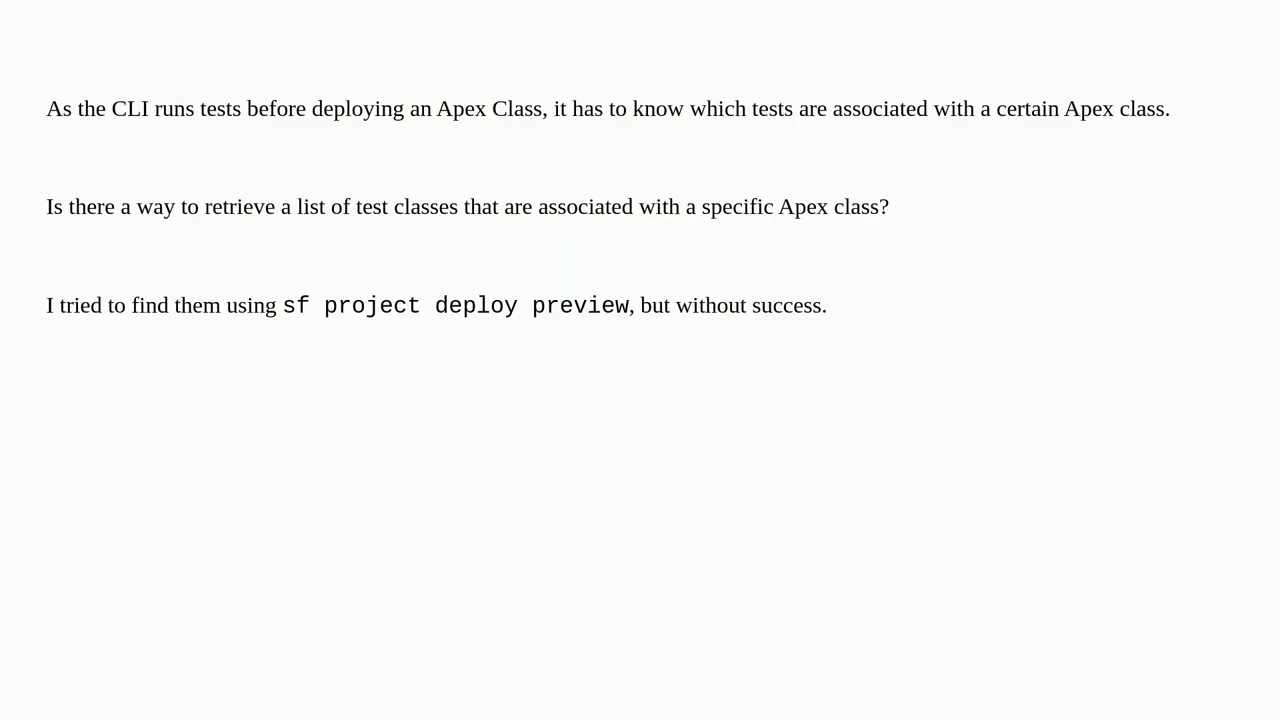 As the CLI runs tests before deploying an Apex Class, it has to know which tests are associated with a certain Apex class.
Is there a way to retrieve a list of test classes that are associated with a specific Apex class?
I tried to find them using sf project deploy preview, but without success.